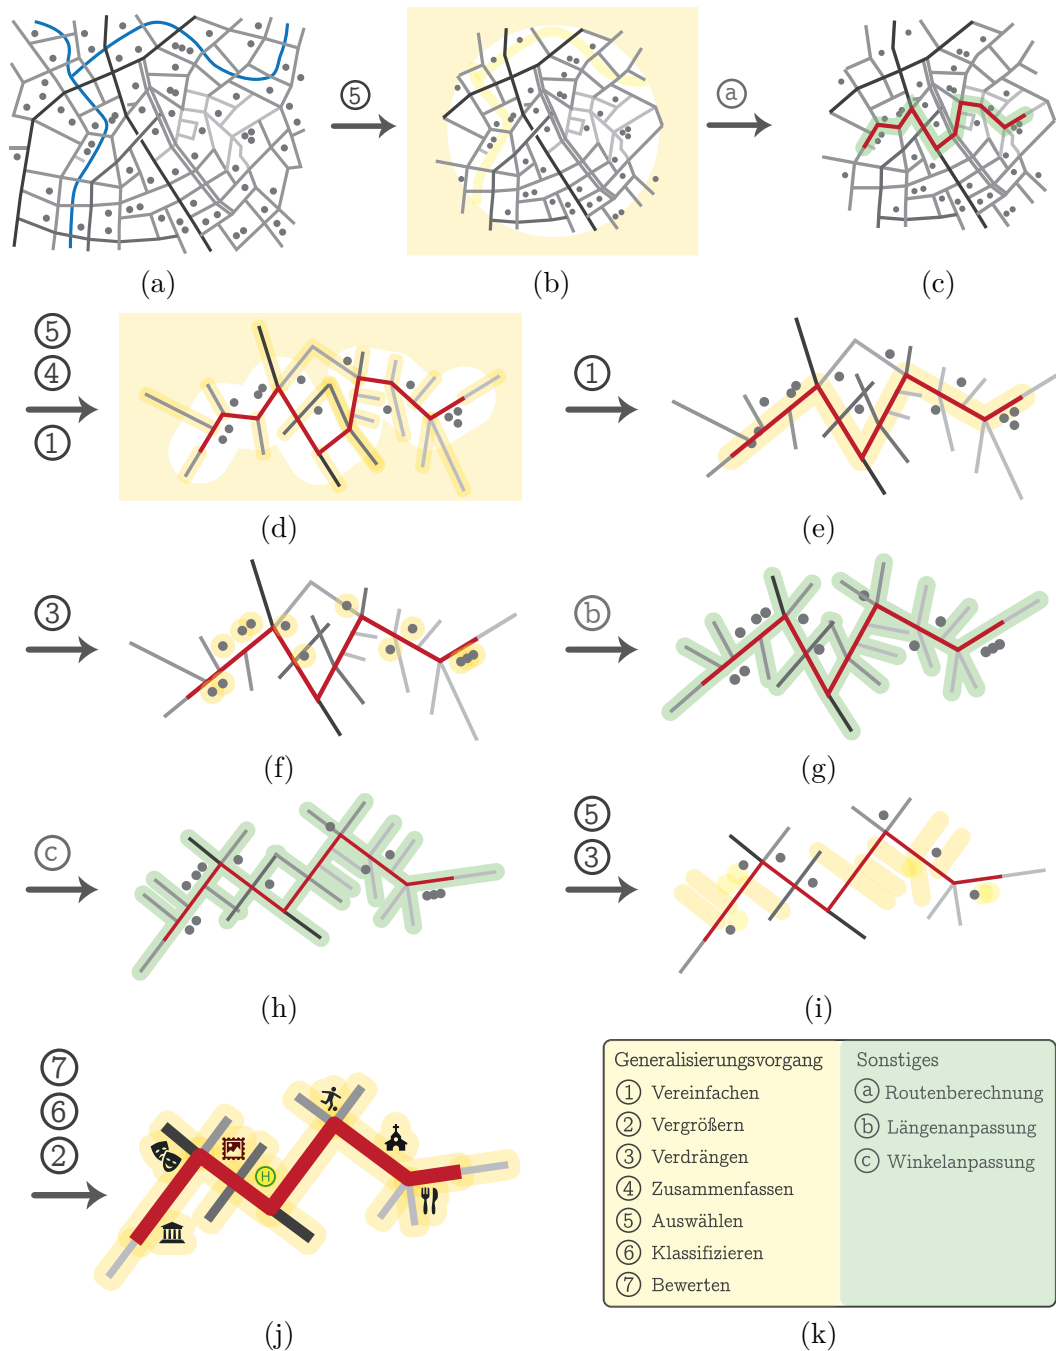 5
a
(a)
(b)
(c)
5
4
1
1
(d)
(e)
3
b
(f)
(g)
c
5
3
(h)
(i)
7
6
2
H
(j)
Generalisierungsvorgang
1 Vereinfachen
2 Vergrößern
3 Verdrängen
4 Zusammenfassen
5 Auswählen
6 Klassifizieren
7 Bewerten
Sonstiges
a Routenberechnung
b Längenanpassung
c Winkelanpassung
(k)